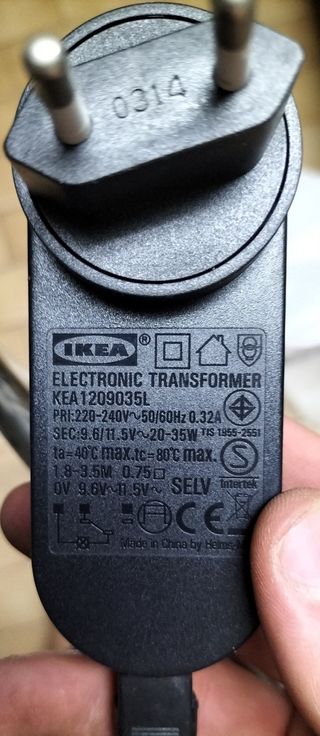 0314
IKEA®
ELECTRONIC TRANSFORMER
KEA1209035L
PRI:220-240V~50/60Hz 0.32A
SEC:9.6/11.5V~20-35W TIS 1955-2551
ta=40°C max.tc=80°C max.
S
1.8-3.5M 0.75□
Intertek
0V 9.6V~11.5V~ SELV
CE
Made in China by